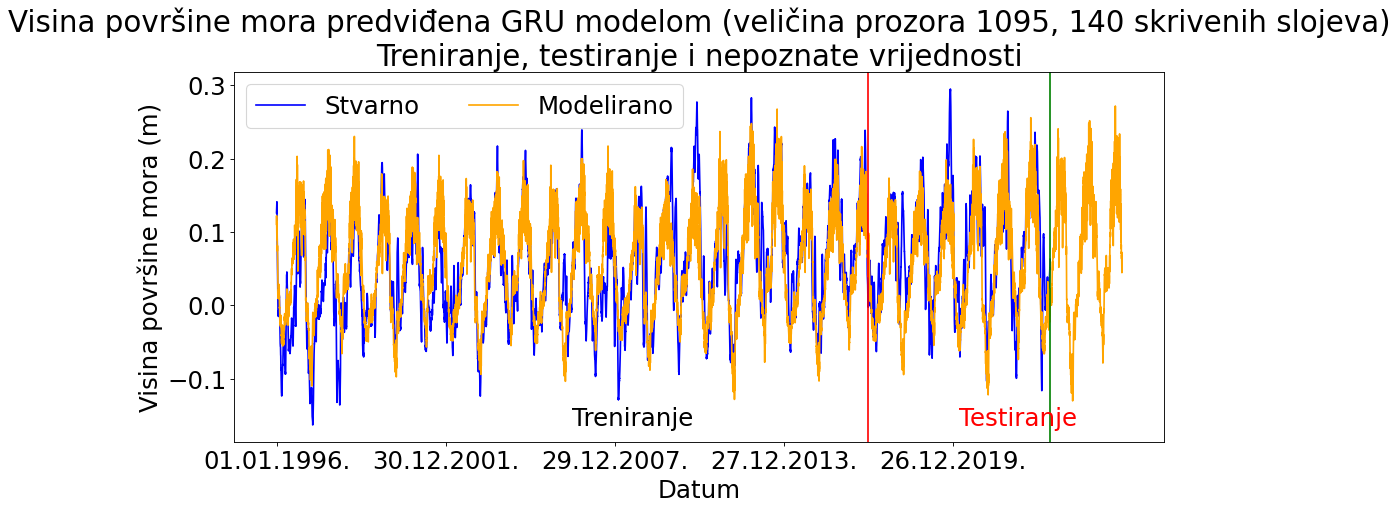 Visina površine mora predviđena GRU modelom (veličina prozora 1095, 140 skrivenih slojeva)
Treniranje, testiranje i nepoznate vrijednosti
Stvarno
Modelirano
Visina površine mora (m)
0.3
0.2
0.1
0.0
−0.1
Treniranje
Testiranje
01.01.1996.
30.12.2001.
29.12.2007.
27.12.2013.
26.12.2019.
Datum